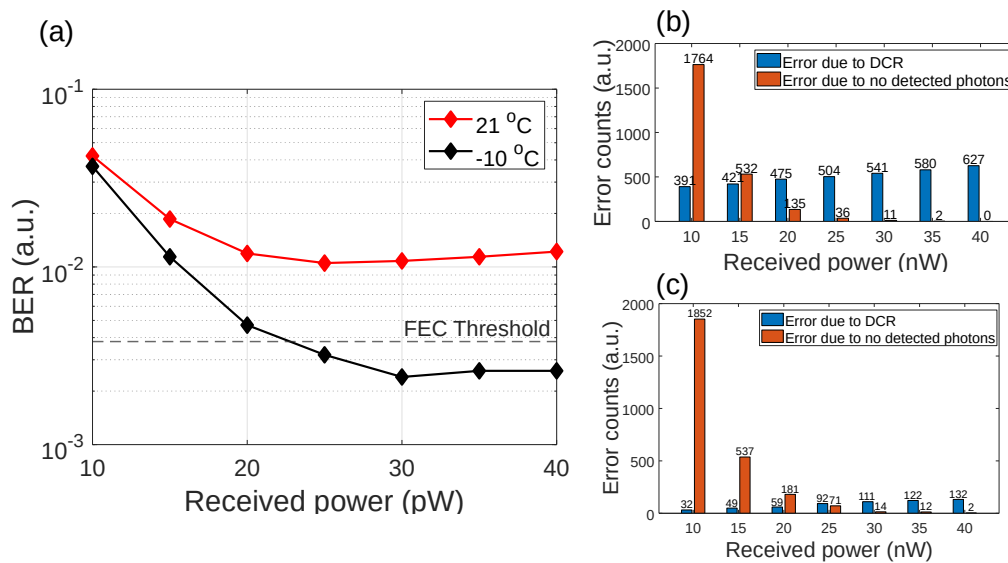 (a)
10⁻¹
10⁻²
10⁻³
BER (a.u.)
21 ⁰C
-10 ⁰C
FEC Threshold
10 20 30 40
Received power (pW)
(b)
2000
1500
1000
500
0
Error counts (a.u.)
Error due to DCR
Error due to no detected photons
1764
391 421 532 475 135 504 36 541 11 580 2 627 0
10 15 20 25 30 35 40
Received power (nW)
(c)
2000
1500
1000
500
0
Error counts (a.u.)
Error due to DCR
Error due to no detected photons
1852
32 49 537 59 181 92 71 111 14 122 12 132 2
10 15 20 25 30 35 40
Received power (nW)